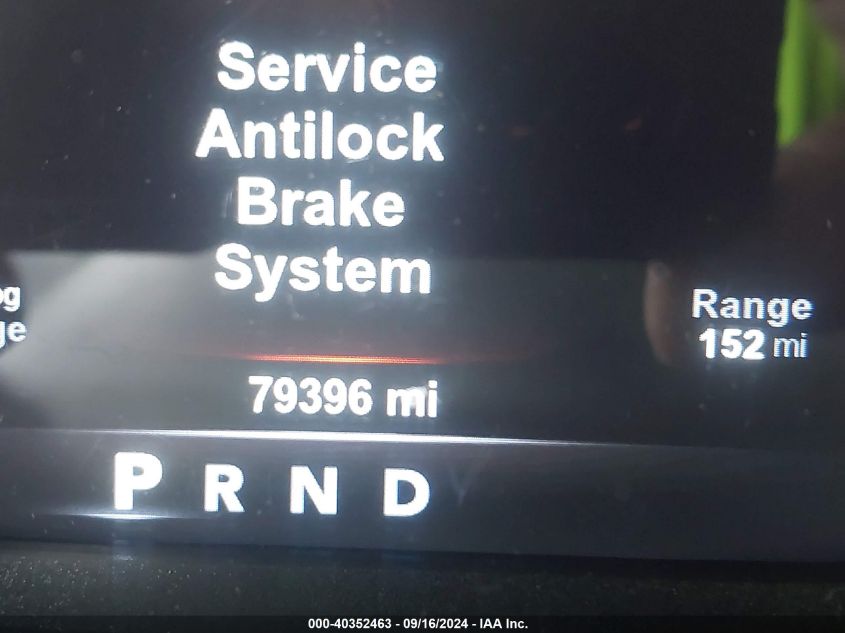 Service
Antilock
Brake
System
Range
152 mi
79396 mi
P R N D
000-40352463 - 09/16/2024 - IAA Inc.